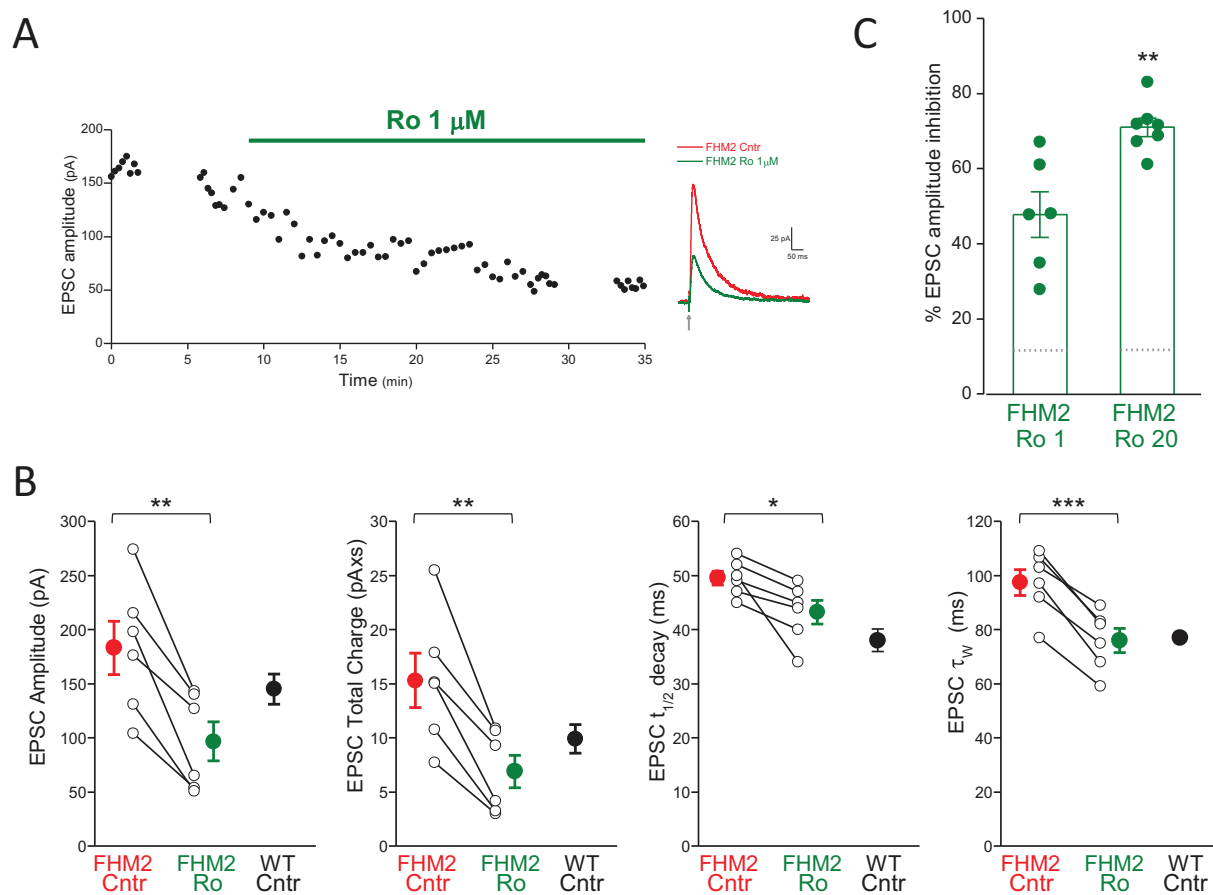 A
Ro 1 μM
EPSC amplitude (pA)
200
150
100
50
0
0 5 10 15 20 25 30 35
Time (min)
FHM2 Cntr
FHM2 Ro 1μM
25 pA
50 ms
C
% EPSC amplitude inhibition
100
80
60
40
20
0
**
FHM2 FHM2
Ro 1 Ro 20
B
EPSC Amplitude (pA)
300
250
200
150
100
50
0
**
FHM2 FHM2 WT
Cntr Ro Cntr
EPSC Total Charge (pAxs)
30
25
20
15
10
5
0
**
FHM2 FHM2 WT
Cntr Ro Cntr
EPSC t1/2 decay (ms)
60
50
40
30
20
10
0
*
FHM2 FHM2 WT
Cntr Ro Cntr
EPSC τW (ms)
120
100
80
60
40
20
0
***
FHM2 FHM2 WT
Cntr Ro Cntr